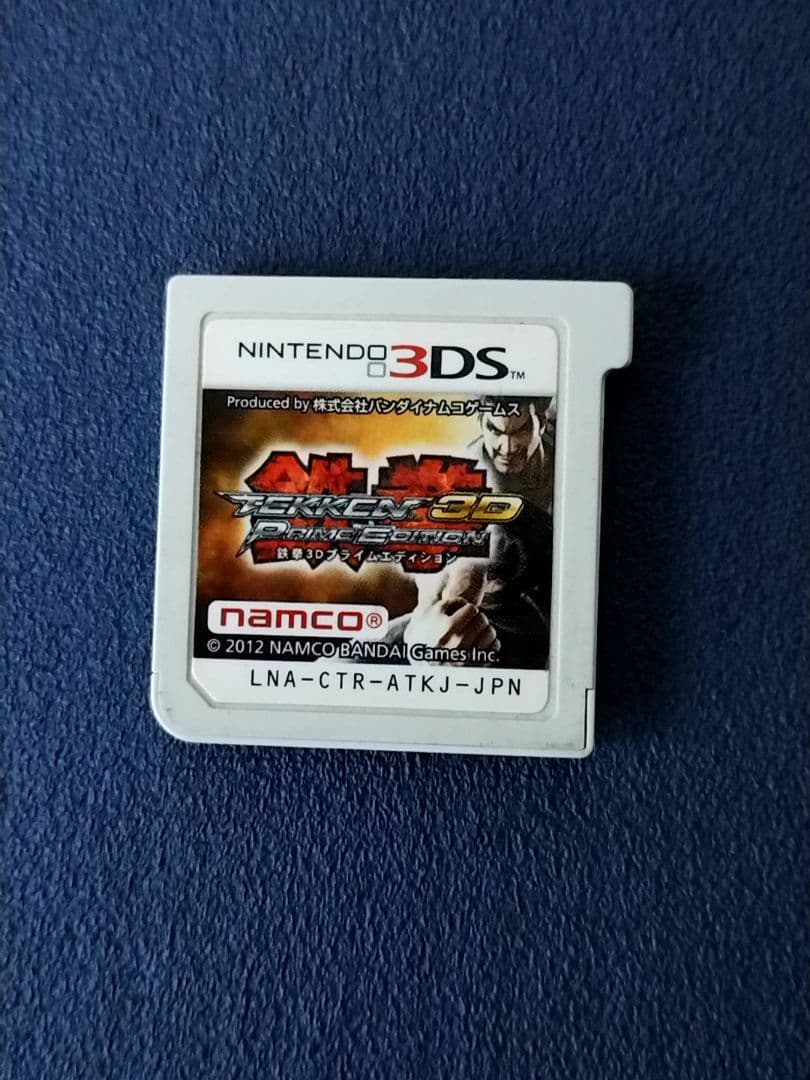 NINTENDO 3DS™
Produced by 株式会社バンダイナムコゲームス
鉄拳
TEKKEN 3D
PRIME EDITION
鉄拳3Dプライムエディション
namco®
© 2012 NAMCO BANDAI Games Inc.
LNA-CTR-ATKJ-JPN